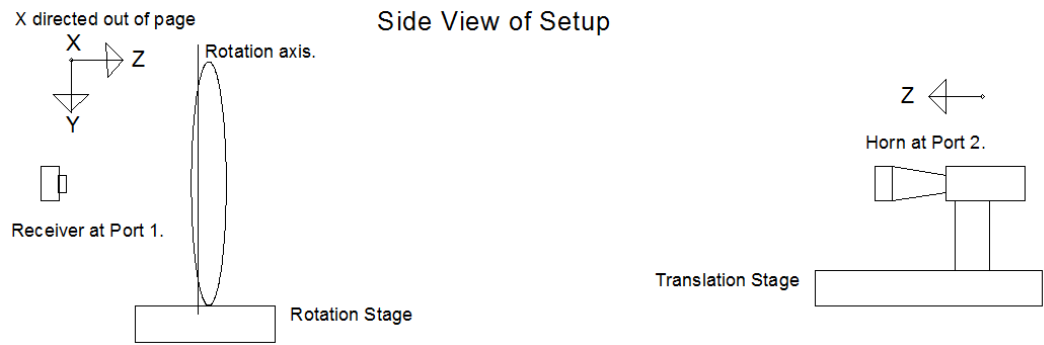 X directed out of page
Side View of Setup
X
Z
Y
Rotation axis.
Z
Horn at Port 2.
Receiver at Port 1.
Translation Stage
Rotation Stage